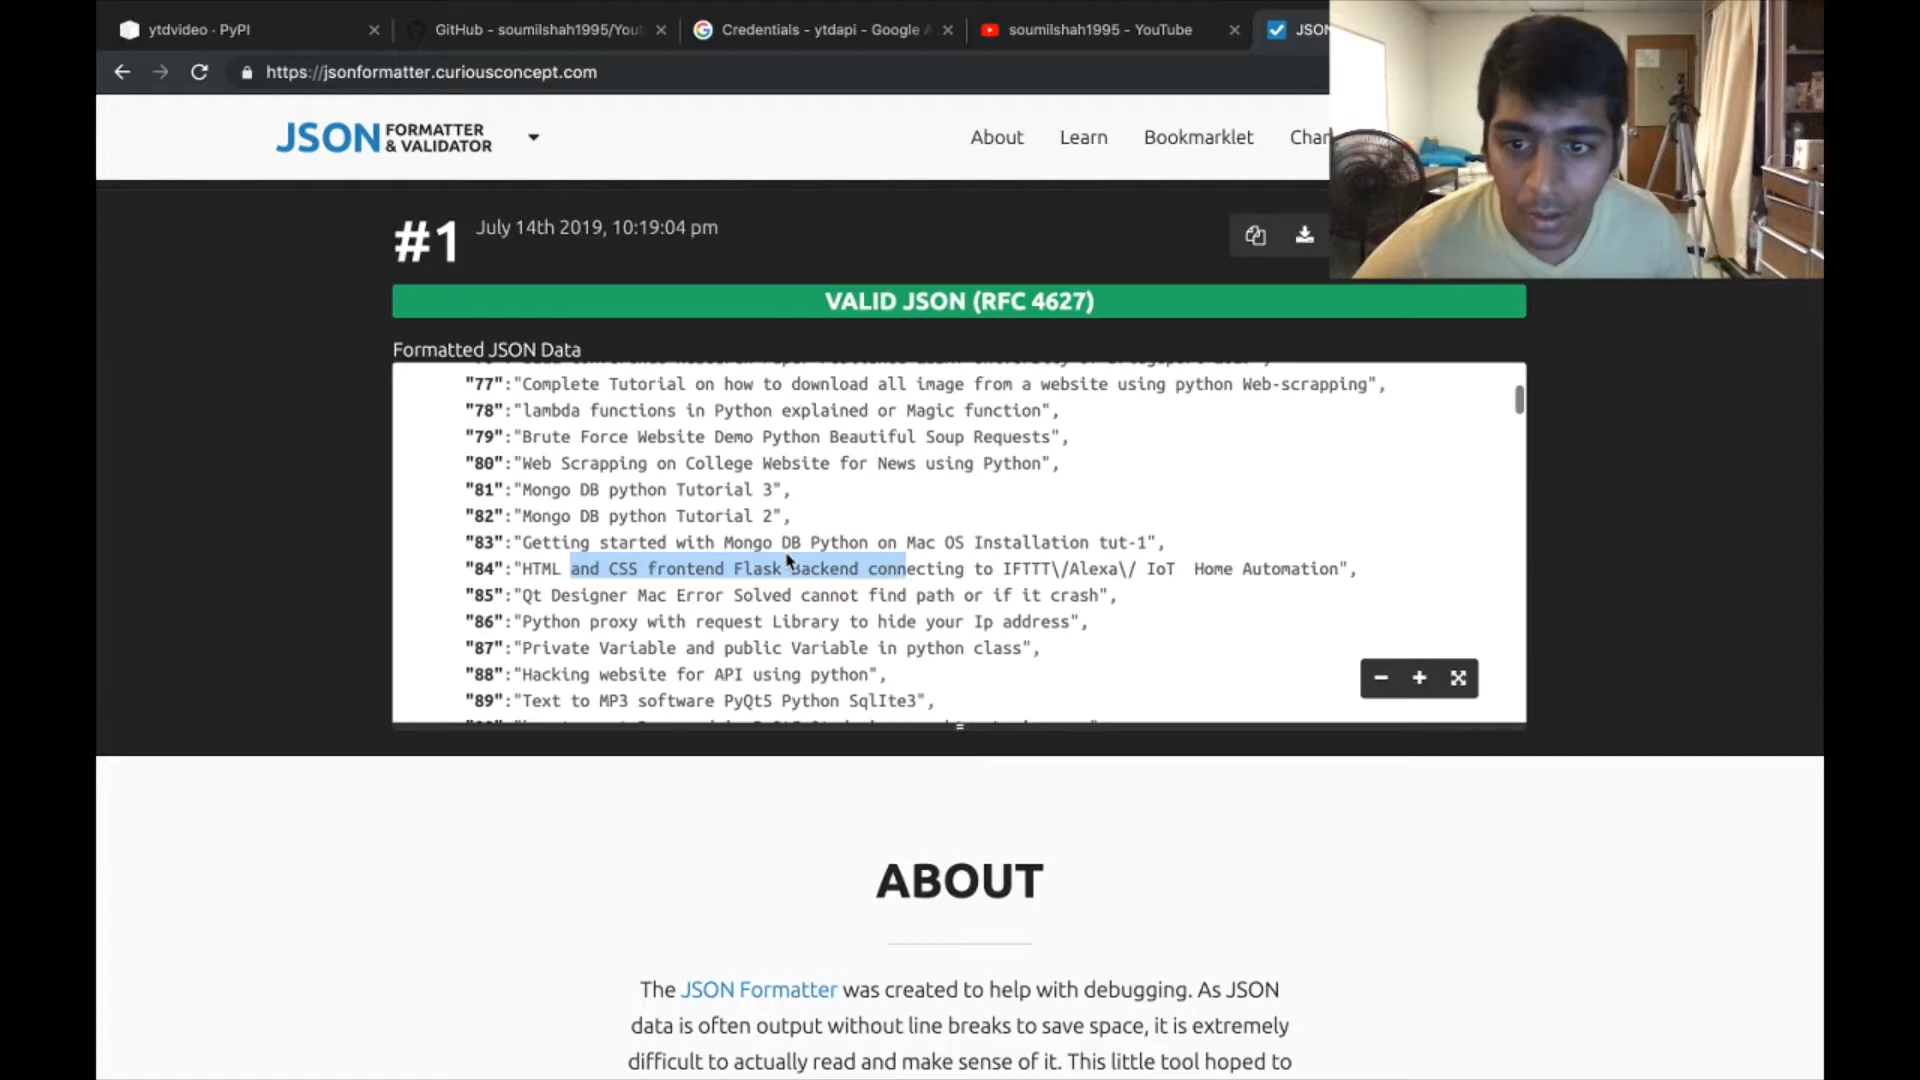 ytdvideo · PyPI
GitHub - soumilshah1995/Yout
Credentials - ytdapi - Google
soumilshah1995 - YouTube
JSON
https://jsonformatter.curiousconcept.com
JSON FORMATTER & VALIDATOR
About Learn Bookmarklet
#1 July 14th 2019, 10:19:04 pm
VALID JSON (RFC 4627)
Formatted JSON Data
"77":"Complete Tutorial on how to download all image from a website using python Web-scrapping",
"78":"lambda functions in Python explained or Magic function",
"79":"Brute Force Website Demo Python Beautiful Soup Requests",
"80":"Web Scrapping on College Website for News using Python",
"81":"Mongo DB python Tutorial 3",
"82":"Mongo DB python Tutorial 2",
"83":"Getting started with Mongo DB Python on Mac OS Installation tut-1",
"84":"HTML and CSS frontend Flask Backend connecting to IFTTT\/Alexa\/ IoT  Home Automation",
"85":"Qt Designer Mac Error Solved cannot find path or if it crash",
"86":"Python proxy with request Library to hide your Ip address",
"87":"Private Variable and public Variable in python class",
"88":"Hacking website for API using python",
"89":"Text to MP3 software PyQt5 Python SqlIte3",
ABOUT
The JSON Formatter was created to help with debugging. As JSON
data is often output without line breaks to save space, it is extremely
difficult to actually read and make sense of it. This little tool hoped to